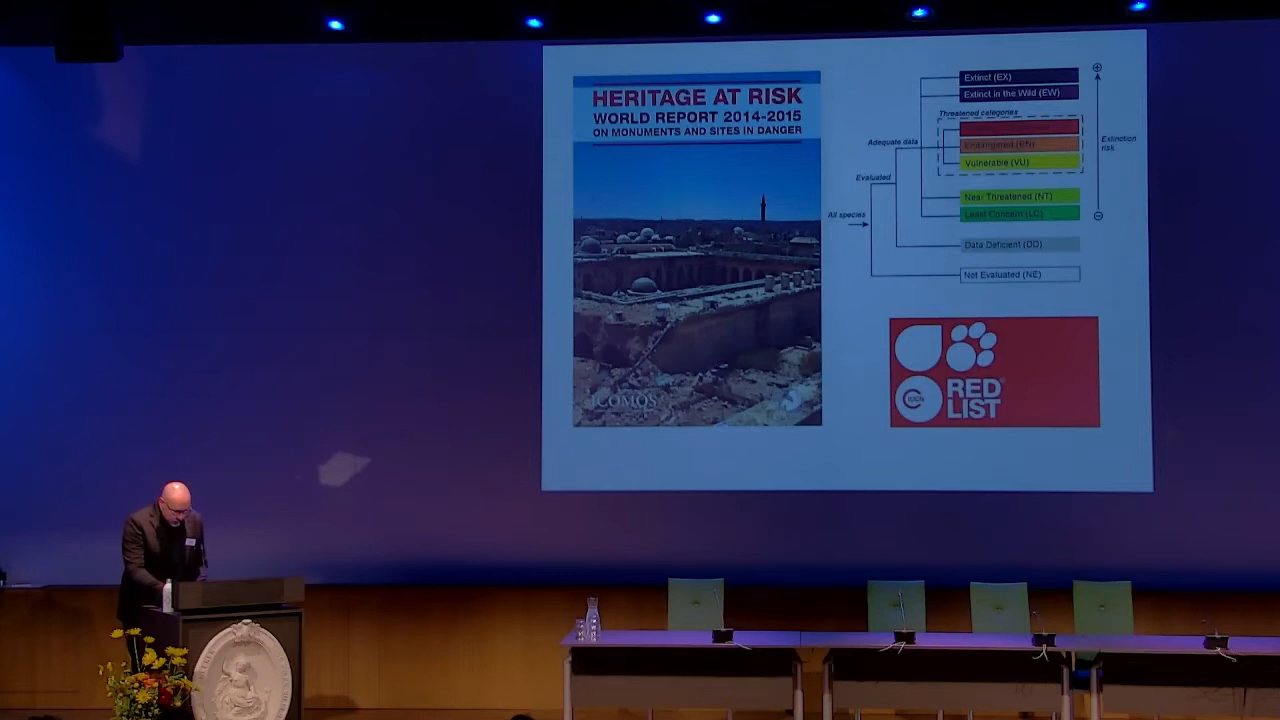 HERITAGE AT RISK
WORLD REPORT 2014-2015
ON MONUMENTS AND SITES IN DANGER
ICOMOS
Extinct (EX)
Extinct in the Wild (EW)
Threatened categories
Adequate data
Endangered (EN)
Extinction
risk
Vulnerable (VU)
Evaluated
Near Threatened (NT)
All species
Least Concern (LC)
Data Deficient (DD)
Not Evaluated (NE)
IUCN
RED
LIST